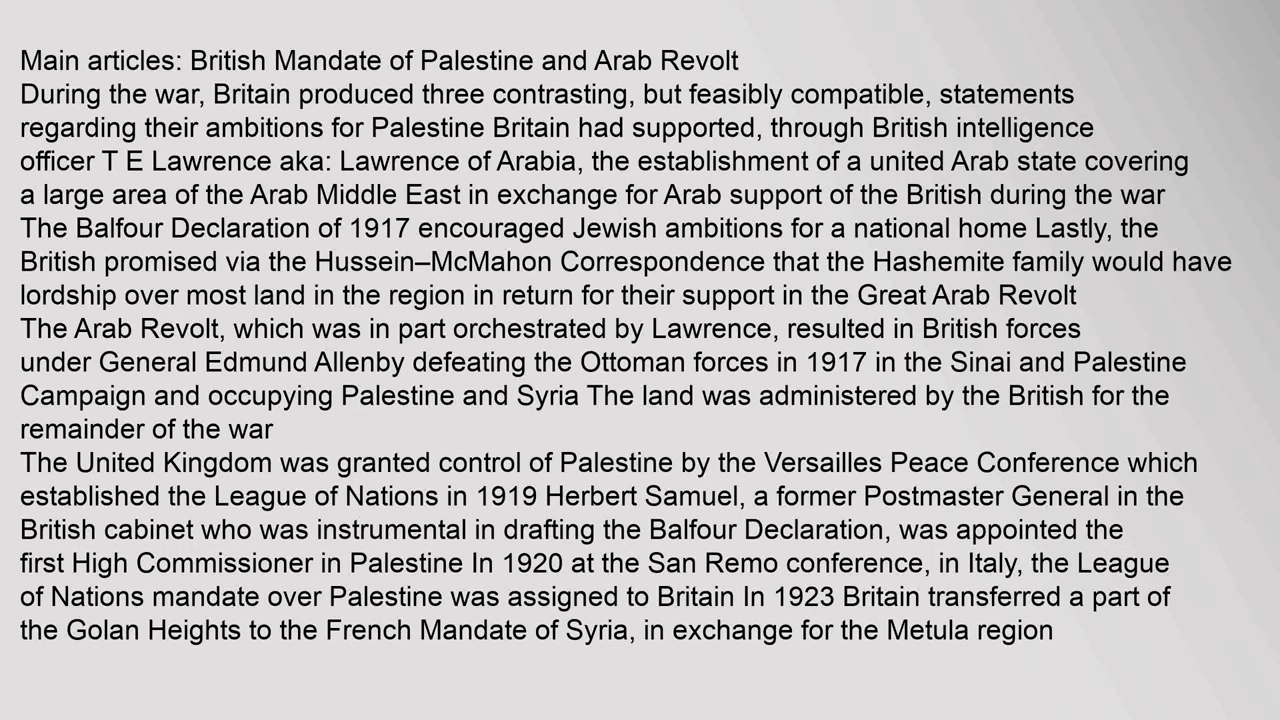 Main articles: British Mandate of Palestine and Arab Revolt
During the war, Britain produced three contrasting, but feasibly compatible, statements
regarding their ambitions for Palestine Britain had supported, through British intelligence
officer T E Lawrence aka: Lawrence of Arabia, the establishment of a united Arab state covering
a large area of the Arab Middle East in exchange for Arab support of the British during the war
The Balfour Declaration of 1917 encouraged Jewish ambitions for a national home Lastly, the
British promised via the Hussein–McMahon Correspondence that the Hashemite family would have
lordship over most land in the region in return for their support in the Great Arab Revolt
The Arab Revolt, which was in part orchestrated by Lawrence, resulted in British forces
under General Edmund Allenby defeating the Ottoman forces in 1917 in the Sinai and Palestine
Campaign and occupying Palestine and Syria The land was administered by the British for the
remainder of the war
The United Kingdom was granted control of Palestine by the Versailles Peace Conference which
established the League of Nations in 1919 Herbert Samuel, a former Postmaster General in the
British cabinet who was instrumental in drafting the Balfour Declaration, was appointed the
first High Commissioner in Palestine In 1920 at the San Remo conference, in Italy, the League
of Nations mandate over Palestine was assigned to Britain In 1923 Britain transferred a part of
the Golan Heights to the French Mandate of Syria, in exchange for the Metula region